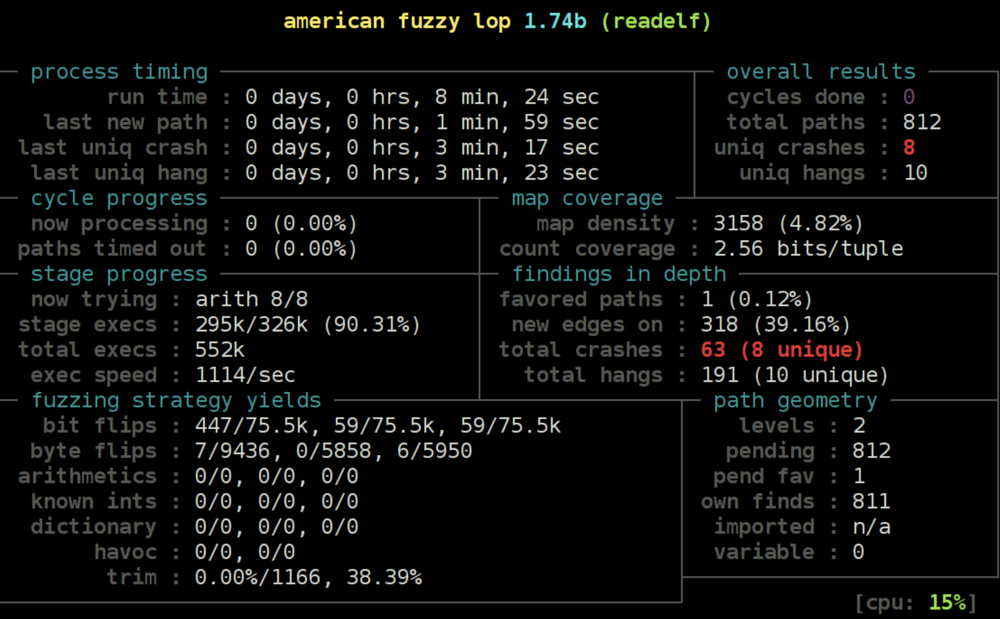 american fuzzy lop 1.74b (readelf)
process timing
run time : 0 days, 0 hrs, 8 min, 24 sec
last new path : 0 days, 0 hrs, 1 min, 59 sec
last uniq crash : 0 days, 0 hrs, 3 min, 17 sec
last uniq hang : 0 days, 0 hrs, 3 min, 23 sec
overall results
cycles done : 0
total paths : 812
uniq crashes : 8
uniq hangs : 10
cycle progress
now processing : 0 (0.00%)
paths timed out : 0 (0.00%)
map coverage
map density : 3158 (4.82%)
count coverage : 2.56 bits/tuple
stage progress
now trying : arith 8/8
stage execs : 295k/326k (90.31%)
total execs : 552k
exec speed : 1114/sec
findings in depth
favored paths : 1 (0.12%)
new edges on : 318 (39.16%)
total crashes : 63 (8 unique)
total hangs : 191 (10 unique)
fuzzing strategy yields
bit flips : 447/75.5k, 59/75.5k, 59/75.5k
byte flips : 7/9436, 0/5858, 6/5950
arithmetics : 0/0, 0/0, 0/0
known ints : 0/0, 0/0, 0/0
dictionary : 0/0, 0/0, 0/0
havoc : 0/0, 0/0
trim : 0.00%/1166, 38.39%
path geometry
levels : 2
pending : 812
pend fav : 1
own finds : 811
imported : n/a
variable : 0
[cpu: 15%]